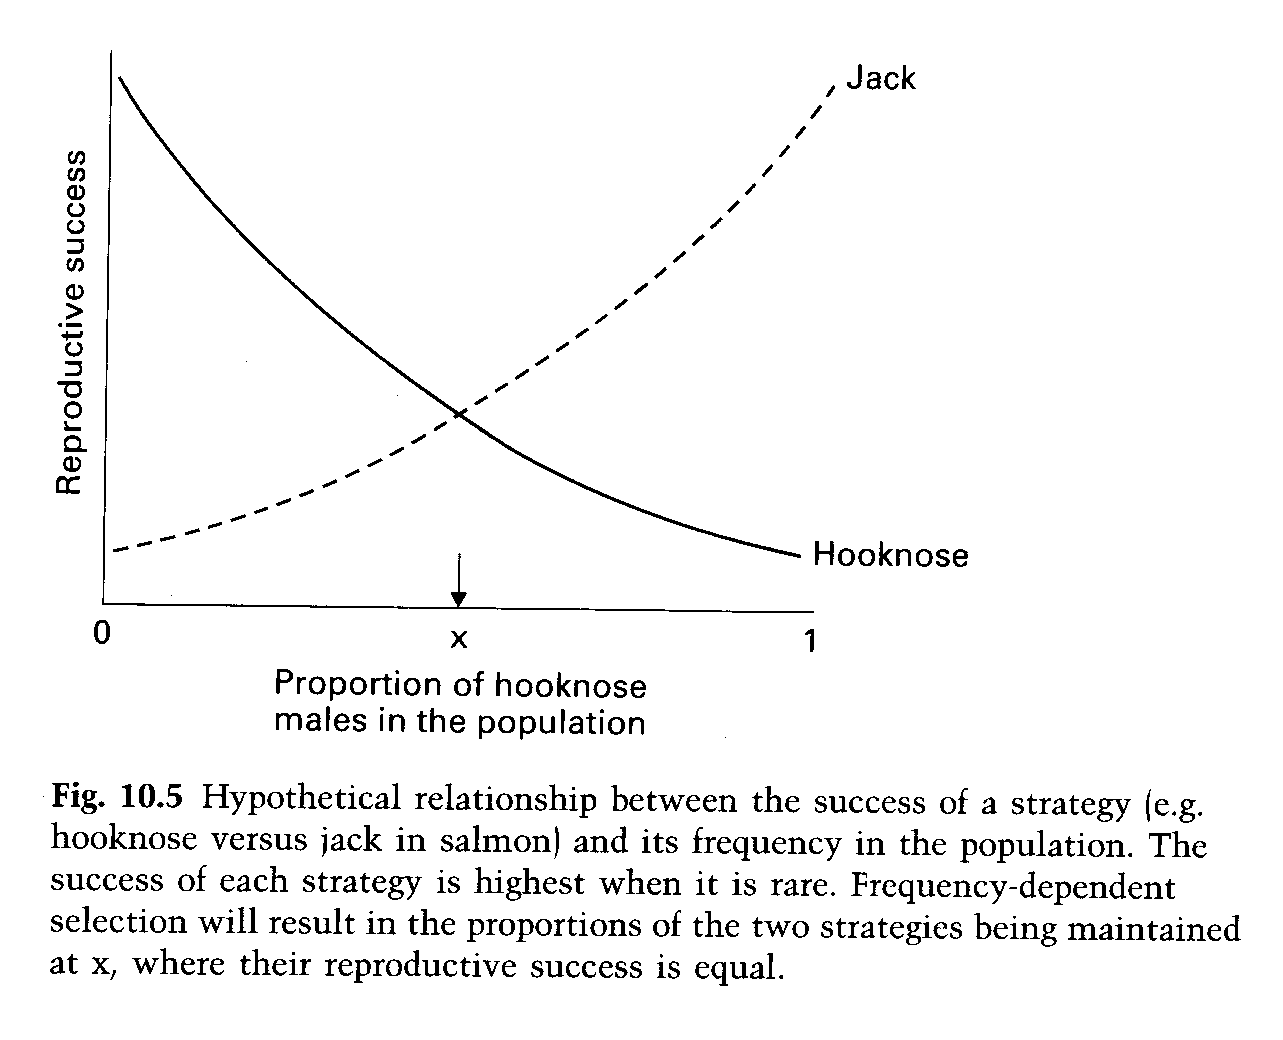 Jack
Reproductive success
Hooknose
0
x
1
Proportion of hooknose
males in the population
Fig. 10.5 Hypothetical relationship between the success of a strategy (e.g.
hooknose versus jack in salmon) and its frequency in the population. The
success of each strategy is highest when it is rare. Frequency-dependent
selection will result in the proportions of the two strategies being maintained
at x, where their reproductive success is equal.